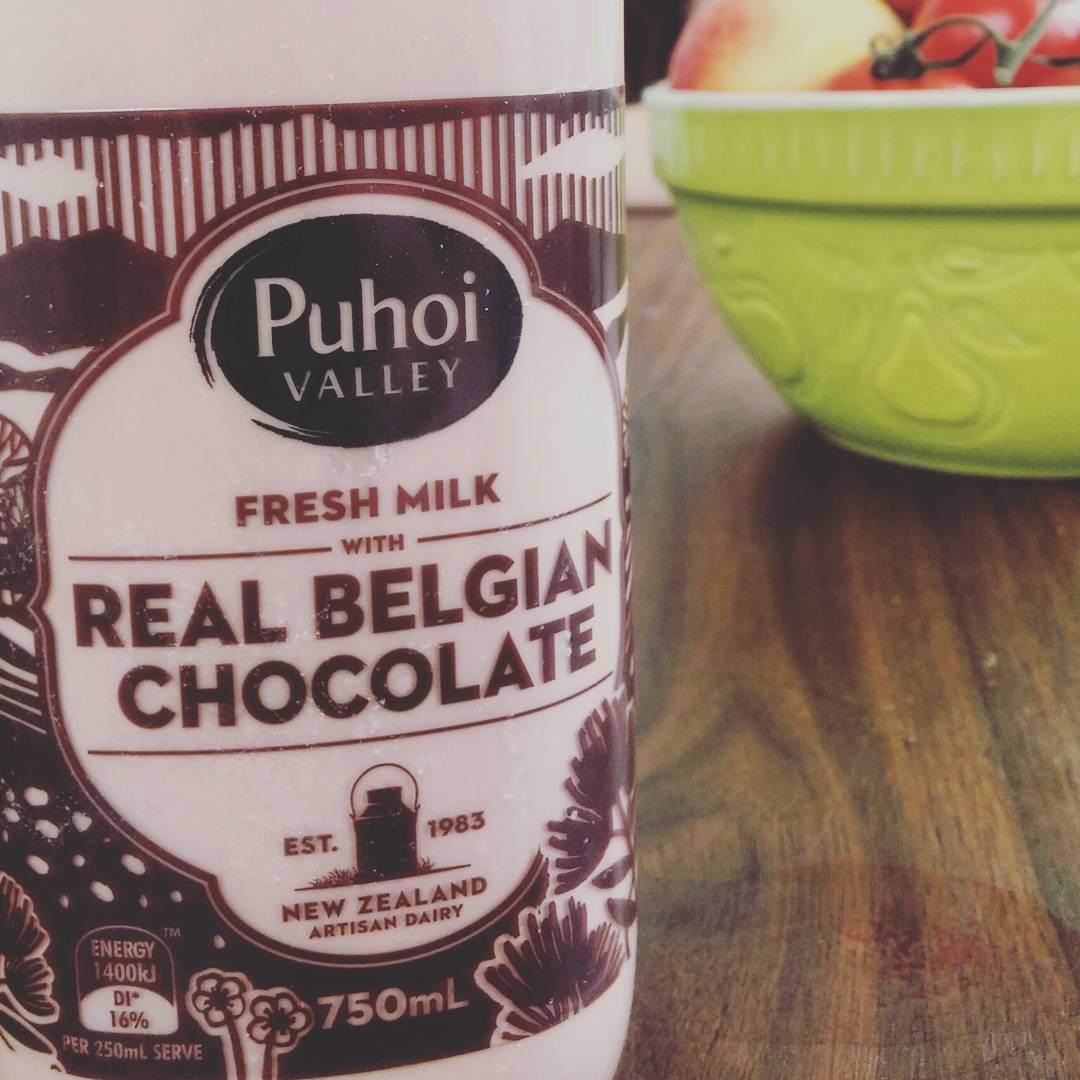 Puhoi
VALLEY
FRESH MILK
WITH
REAL BELGIAN
CHOCOLATE
EST. 1983
NEW ZEALAND
ARTISAN DAIRY
TM
ENERGY
1400kJ
DI*
16%
PER 250mL SERVE
750mL